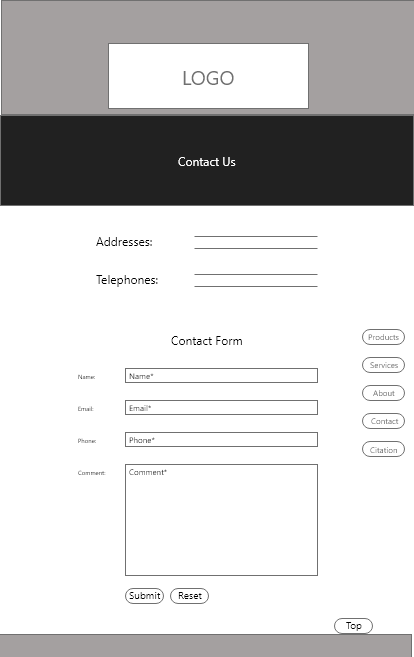 LOGO
Contact Us
Addresses:
Telephones:
Contact Form
Products
Services
About
Contact
Citation
Name: Name*
Email: Email*
Phone: Phone*
Comment: Comment*
Submit Reset
Top